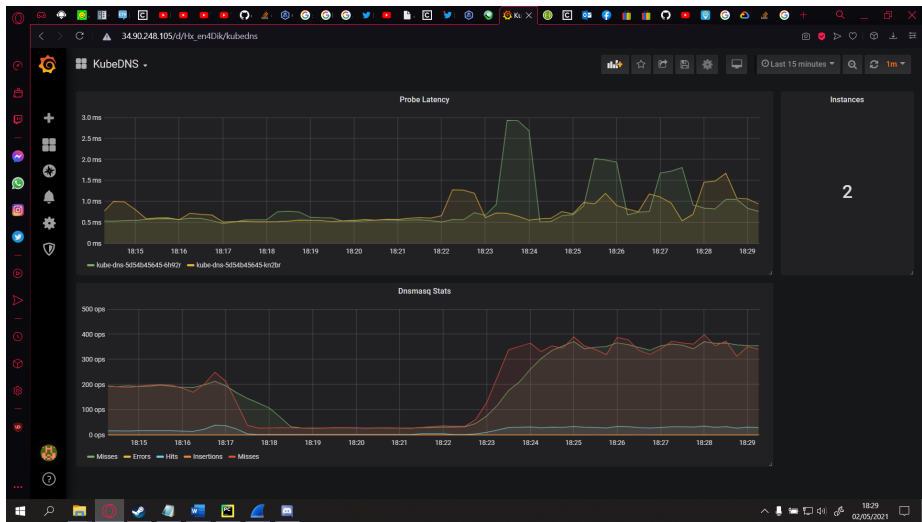 34.90.248.105/d/Hx_en4Dik/kubedns
KubeDNS
Last 15 minutes
1m
Probe Latency
3.0 ms
2.5 ms
2.0 ms
1.5 ms
1.0 ms
0.5 ms
0 ms
18:15 18:16 18:17 18:18 18:19 18:20 18:21 18:22 18:23 18:24 18:25 18:26 18:27 18:28 18:29
kube-dns-5d54b45645-6h92r kube-dns-5d54b45645-kn2br
Instances
2
Dnsmasq Stats
500 ops
400 ops
300 ops
200 ops
100 ops
0 ops
18:15 18:16 18:17 18:18 18:19 18:20 18:21 18:22 18:23 18:24 18:25 18:26 18:27 18:28 18:29
Misses Errors Hits Insertions Misses
18:29
02/05/2021